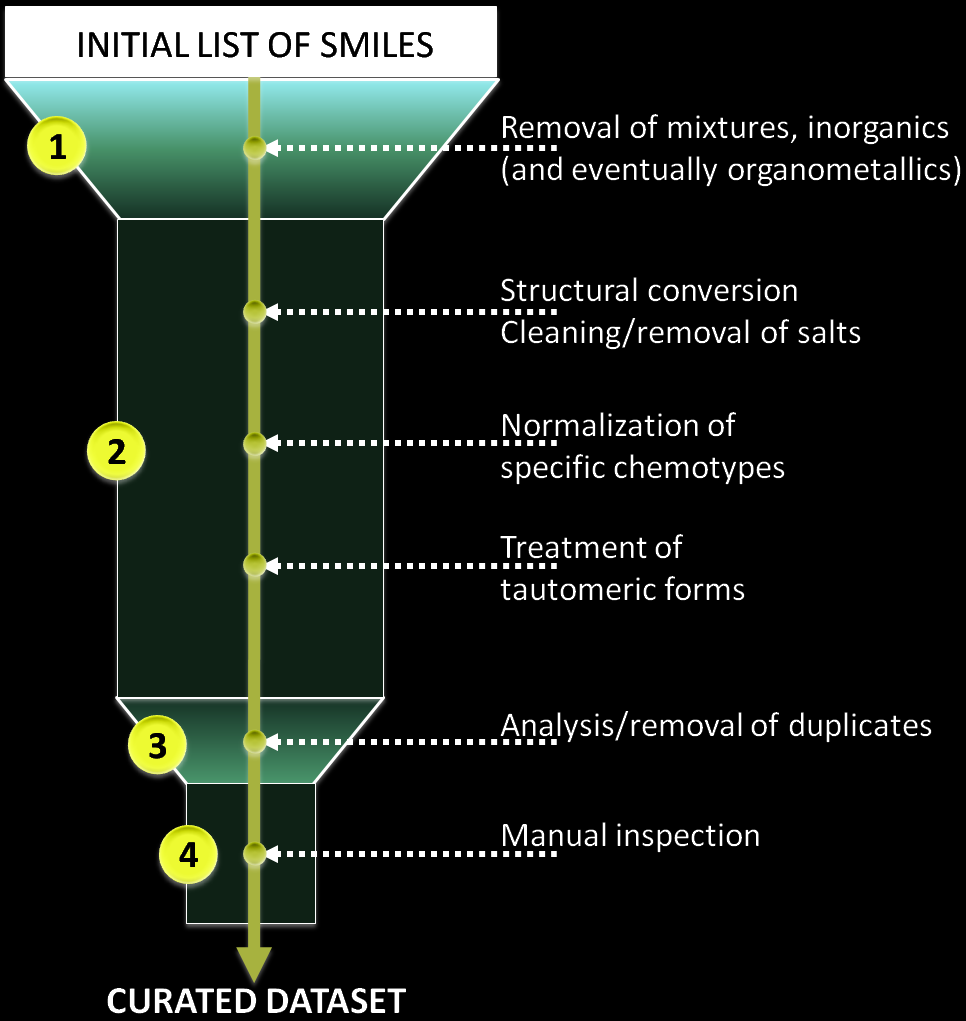 INITIAL LIST OF SMILES
1
Removal of mixtures, inorganics
(and eventually organometallics)
Structural conversion
Cleaning/removal of salts
2
Normalization of
specific chemotypes
Treatment of
tautomeric forms
3
Analysis/removal of duplicates
4
Manual inspection
CURATED DATASET